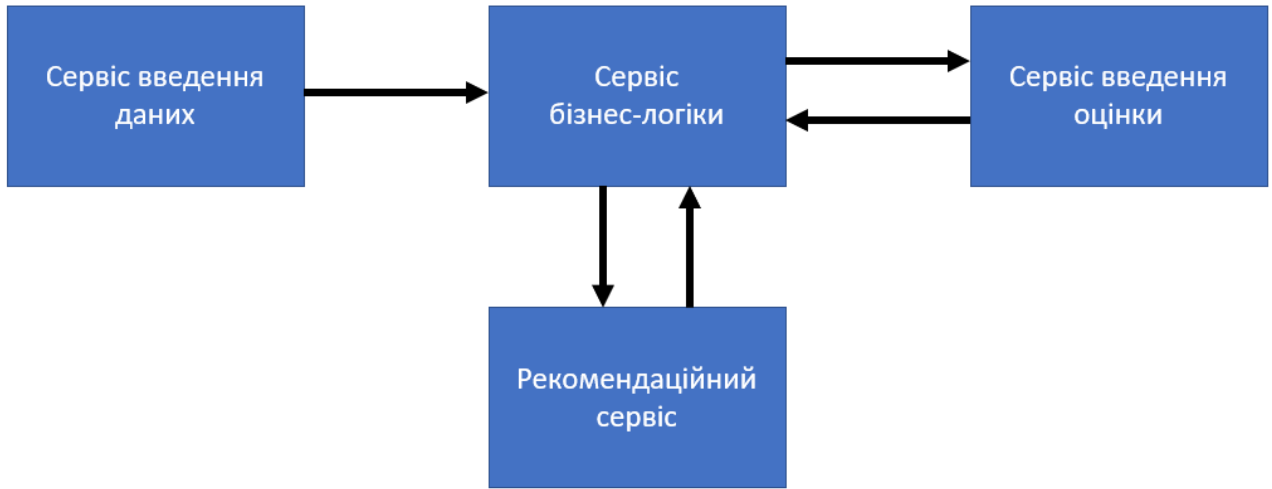 Сервіс введення
даних
Сервіс
бізнес-логіки
Сервіс введення
оцінки
Рекомендаційний
сервіс